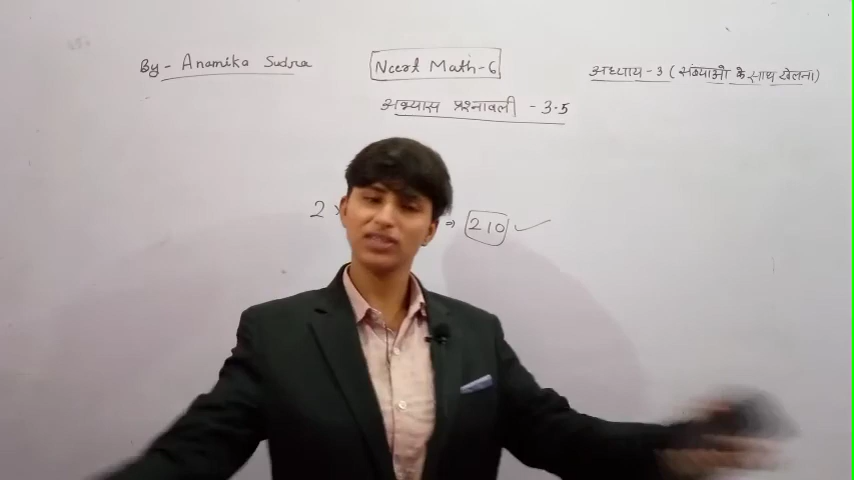 By- Anamika Sudra
Ncert Math-6
अध्याय-3 (संख्याओ के साथ खेलना)
अभ्यास प्रश्नावली - 3.5
2 × ⇒ 210 ✓